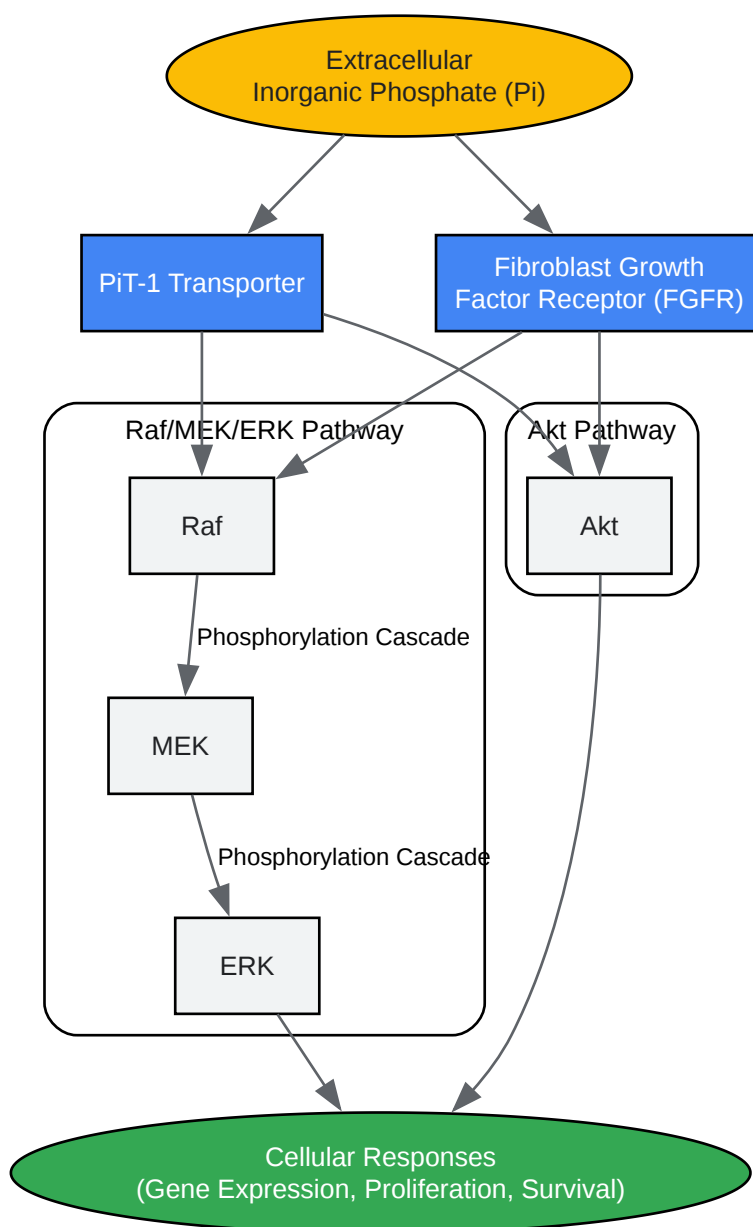 Extracellular
Inorganic Phosphate (Pi)
PiT-1 Transporter
Fibroblast Growth
Factor Receptor (FGFR)
Raf/MEK/ERK Pathway
Akt Pathway
Raf
Akt
Phosphorylation Cascade
MEK
Phosphorylation Cascade
ERK
Cellular Responses
(Gene Expression, Proliferation, Survival)